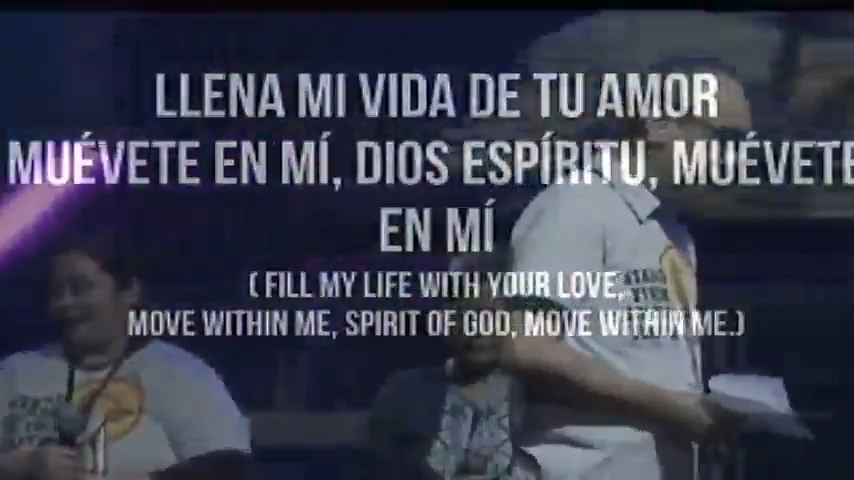 LLENA MI VIDA DE TU AMOR
MUÉVETE EN MÍ, DIOS ESPÍRITU, MUÉVETE
EN MÍ
( FILL MY LIFE WITH YOUR LOVE,
MOVE WITHIN ME, SPIRIT OF GOD, MOVE WITHIN ME.)